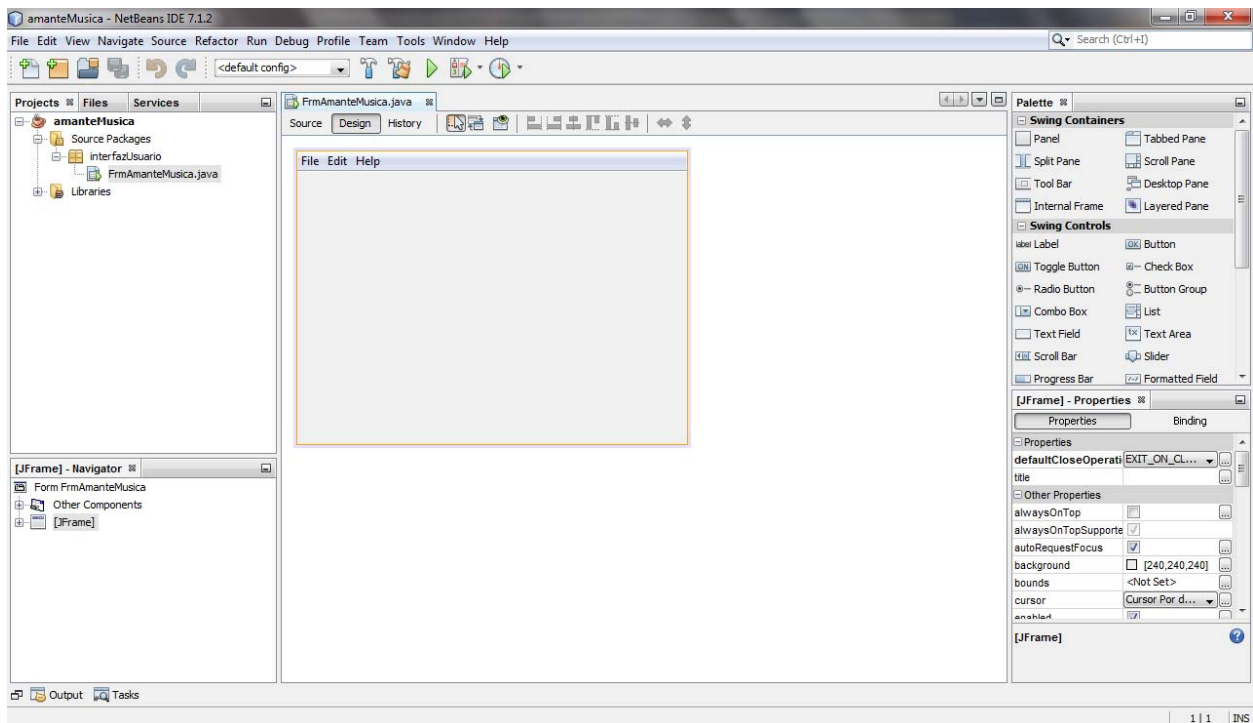 amanteMusica - NetBeans IDE 7.1.2
File Edit View Navigate Source Refactor Run Debug Profile Team Tools Window Help
Search (Ctrl+I)
<default config>
Projects Files Services
amanteMusica
Source Packages
interfazUsuario
FrmAmanteMusica.java
Libraries
[JFrame] - Navigator
Form FrmAmanteMusica
Other Components
[JFrame]
FrmAmanteMusica.java
Source Design History
File Edit Help
Palette
Swing Containers
Panel Tabbed Pane
Split Pane Scroll Pane
Tool Bar Desktop Pane
Internal Frame Layered Pane
Swing Controls
label Label OK Button
ON Toggle Button Check Box
Radio Button Button Group
Combo Box List
Text Field Text Area
Scroll Bar Slider
Progress Bar Formatted Field
[JFrame] - Properties
Properties Binding
Properties
defaultCloseOperati EXIT_ON_CL...
title
Other Properties
alwaysOnTop
alwaysOnTopSupporte
autoRequestFocus
background [240,240,240]
bounds <Not Set>
cursor Cursor Por d...
enabled
[JFrame]
Output Tasks
1|1 INS